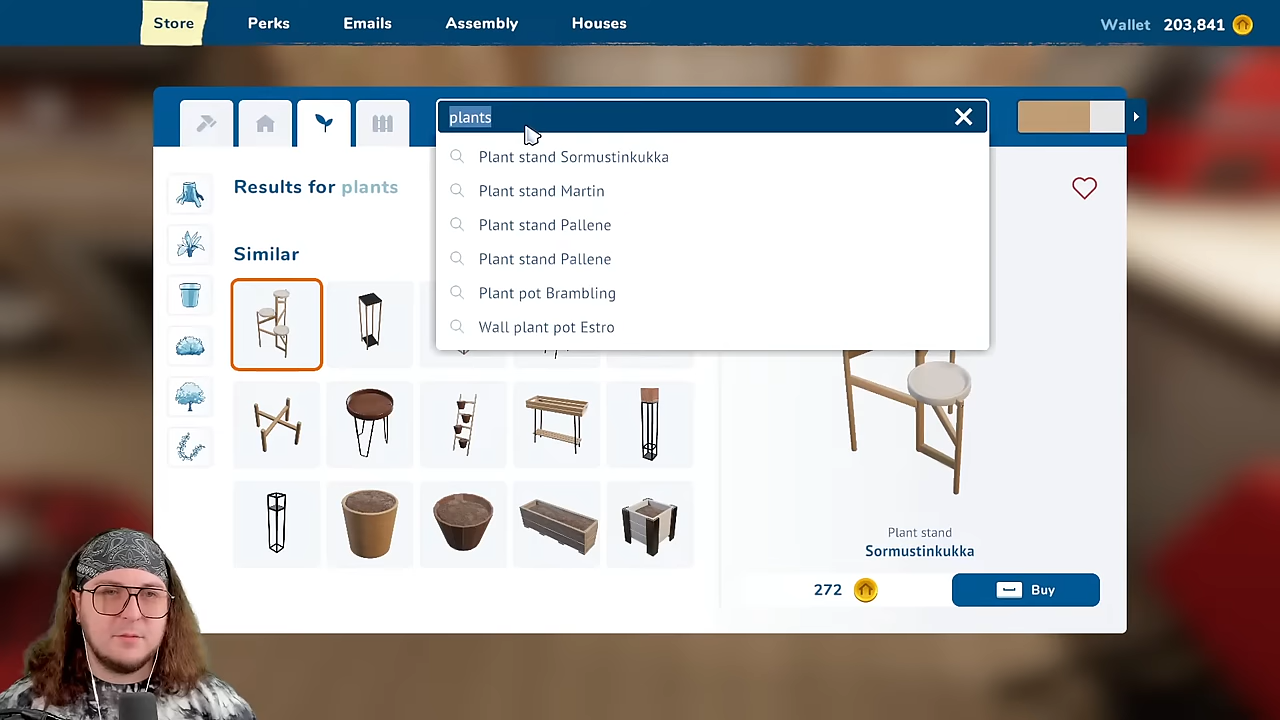 Store
Perks
Emails
Assembly
Houses
Wallet 203,841
plants
Plant stand Sormustinkukka
Plant stand Martin
Plant stand Pallene
Plant stand Pallene
Plant pot Brambling
Wall plant pot Estro
Results for plants
Similar
Plant stand
Sormustinkukka
272
Buy